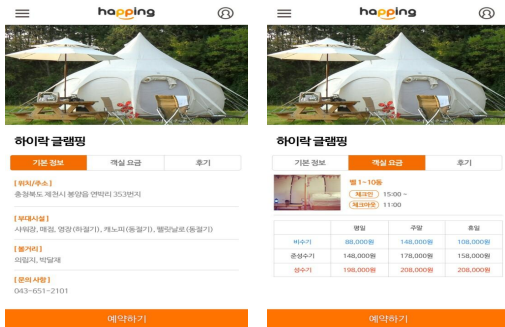 happing
하이락 글램핑
기본 정보 객실 요금 후기
[위치/주소]
충청북도 제천시 봉양읍 연박리 353번지
[부대시설]
샤워장, 매점, 수영장(하절기), 캐노피(동절기), 팰릿난로(동절기)
[볼거리]
의림지, 박달재
[문의 사항]
043-651-2101
예약하기
happing
하이락 글램핑
기본 정보 객실 요금 후기
벨 1~10동
체크인 15:00 ~
체크아웃 11:00
평일 주말 휴일
비수기 88,000원 148,000원 108,000원
준성수기 148,000원 178,000원 158,000원
성수기 198,000원 208,000원 208,000원
예약하기